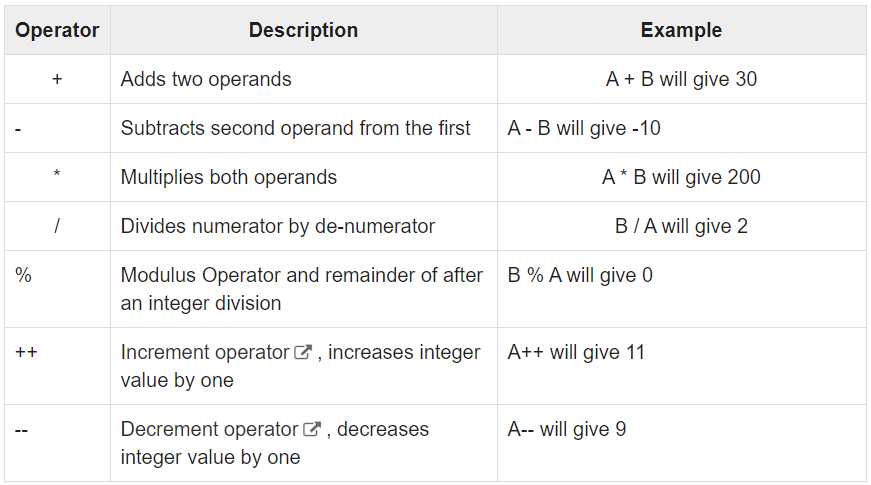 Operator Description Example
+ Adds two operands A + B will give 30
- Subtracts second operand from the first A - B will give -10
* Multiplies both operands A * B will give 200
/ Divides numerator by de-numerator B / A will give 2
% Modulus Operator and remainder of after B % A will give 0
an integer division
++ Increment operator , increases integer A++ will give 11
value by one
-- Decrement operator , decreases A-- will give 9
integer value by one